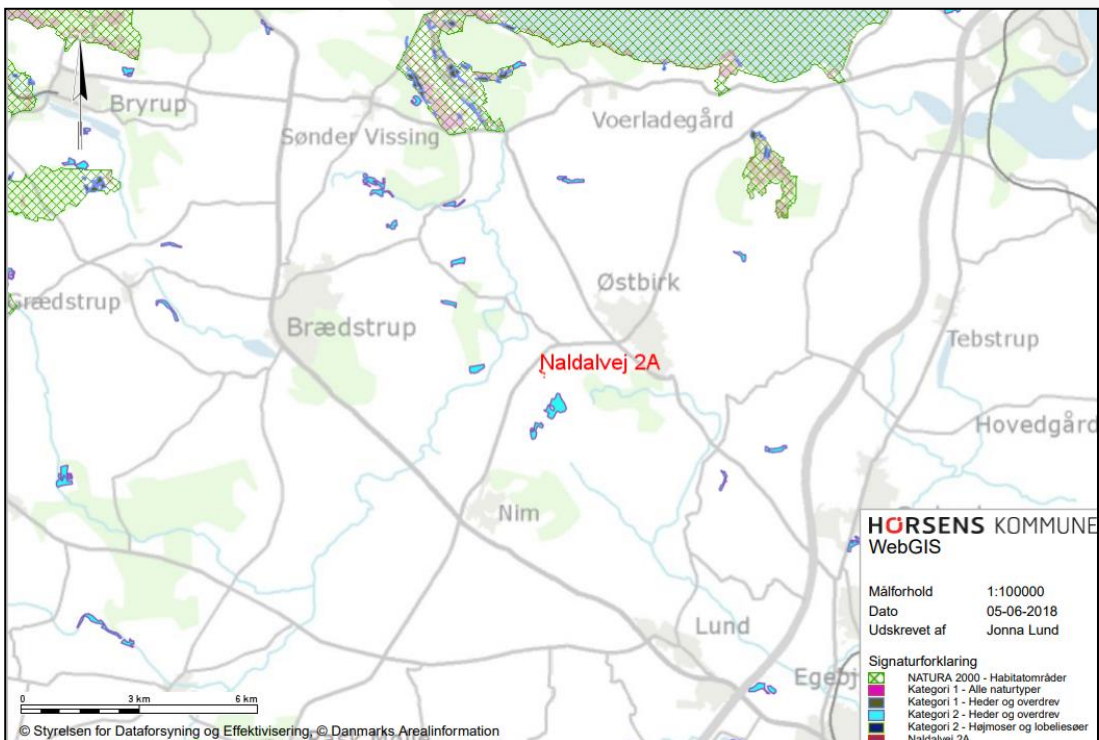 Bryrup
Sønder Vissing
Voerladegård
Østbirk
Grædstrup
Brædstrup
Tebstrup
Naldalvej 2A
Hovedgård
Nim
HORSENS KOMMUNE
WebGIS
Målforhold 1:100000
Dato 05-06-2018
Udskrevet af Jonna Lund
Lund
Egebj
Signaturforklaring
NATURA 2000 - Habitatområder
Kategori 1 - Alle naturtyper
Kategori 1 - Heder og overdrev
Kategori 2 - Heder og overdrev
Kategori 2 - Højmoser og lobeliesøer
Naldalvej 2A
0 3 km 6 km
© Styrelsen for Dataforsyning og Effektivisering, © Danmarks Arealinformation